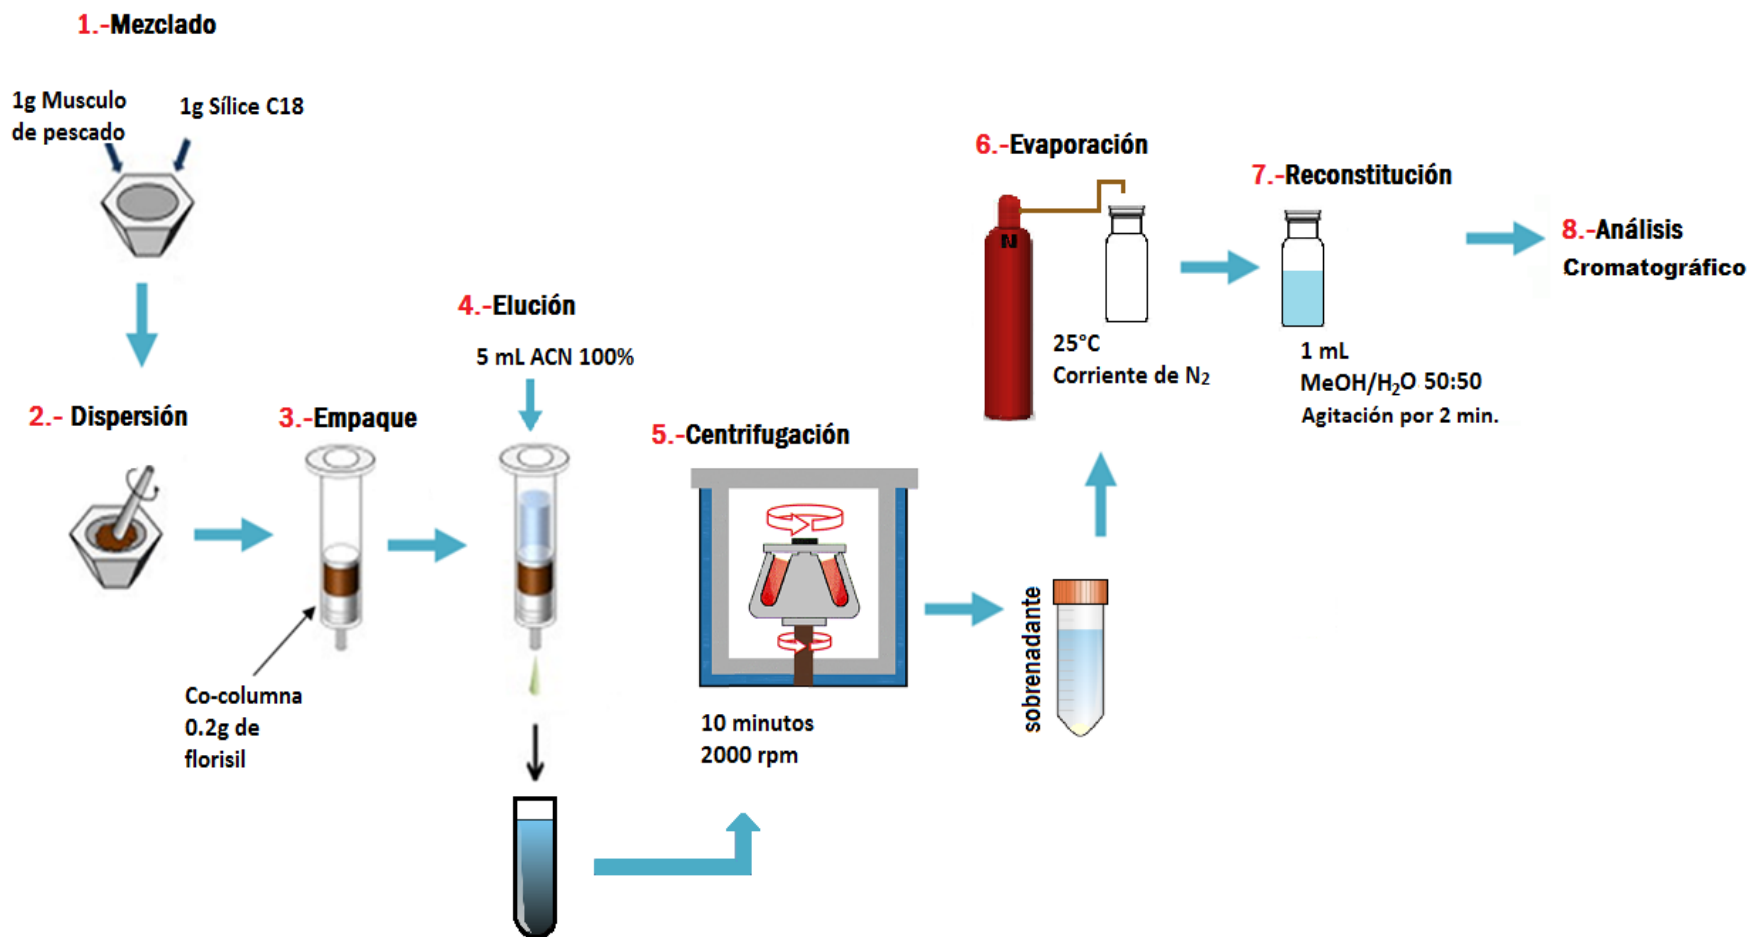 1.-Mezclado
1g Musculo
de pescado
1g Sílice C18
2.- Dispersión
3.-Empaque
Co-columna
0.2g de
florisil
4.-Elución
5 mL ACN 100%
5.-Centrifugación
10 minutos
2000 rpm
sobrenadante
6.-Evaporación
N
25°C
Corriente de N₂
7.-Reconstitución
1 mL
MeOH/H₂O 50:50
Agitación por 2 min.
8.-Análisis
Cromatográfico